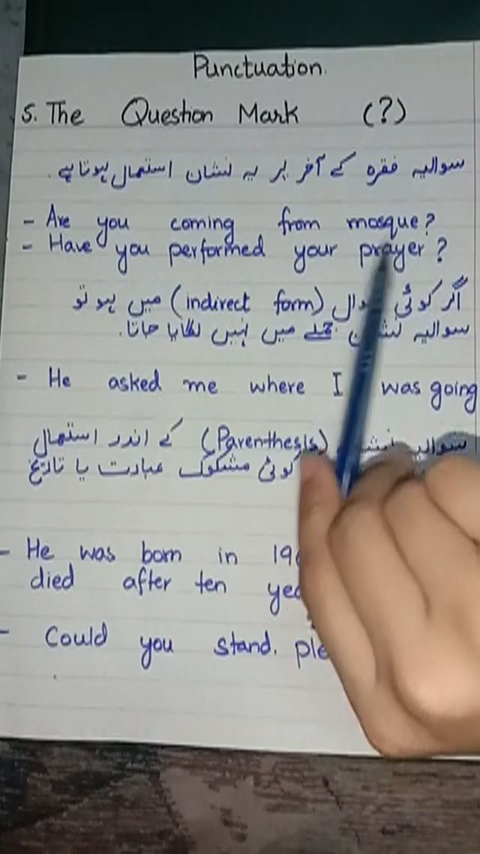 Punctuation.
5. The Question Mark (?)
سوالیہ فقرہ کے آخر پر یہ نشان استعمال ہوتا ہے۔
- Are you coming from mosque?
- Have you performed your prayer?
اگر کوئی (indirect form) میں ہو تو
سوالیہ نشان جملے میں نہیں لگایا جاتا۔
- He asked me where I was going
سوالیہ (Parenthesis) کے اندر استعمال
کوئی مشکوک عبادت یا تاریخ
- He was born in
died after ten
- Could you stand.